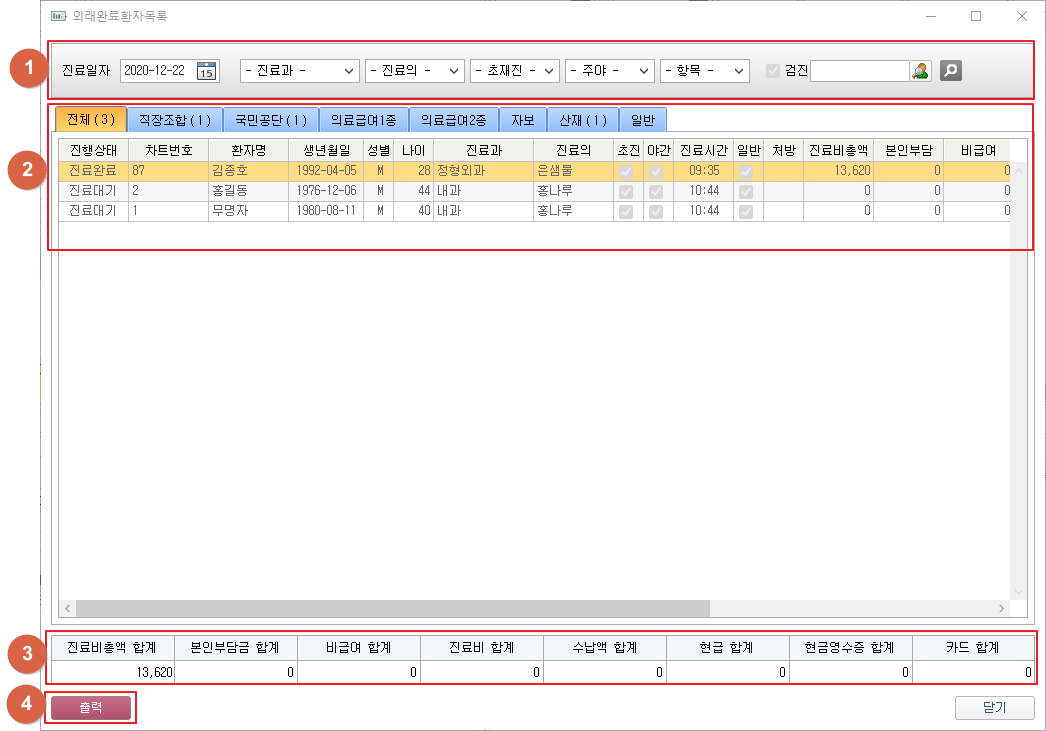 외래완료환자목록
1
진료일자 2020-12-22 15 - 진료과 - - 진료의 - - 초재진 - - 주야 - - 항목 - 검진
2
전체(3) 직장조합(1) 국민공단(1) 의료급여1종 의료급여2종 자보 산재(1) 일반
진행상태 차트번호 환자명 생년월일 성별 나이 진료과 진료의 초진 야간 진료시간 일반 처방 진료비총액 본인부담 비급여
진료완료 87 김종호 1992-04-05 M 28 정형외과 은샘물 09:35 13,620 0 0
진료대기 2 홍길동 1976-12-06 M 44 내과 홍나루 10:44 0 0 0
진료대기 1 무명자 1980-08-11 M 40 내과 홍나루 10:44 0 0 0
3
진료비총액 합계 본인부담금 합계 비급여 합계 진료비 합계 수납액 합계 현급 합계 현금영수증 합계 카드 합계
13,620 0 0 0 0 0 0 0
4
출력 닫기